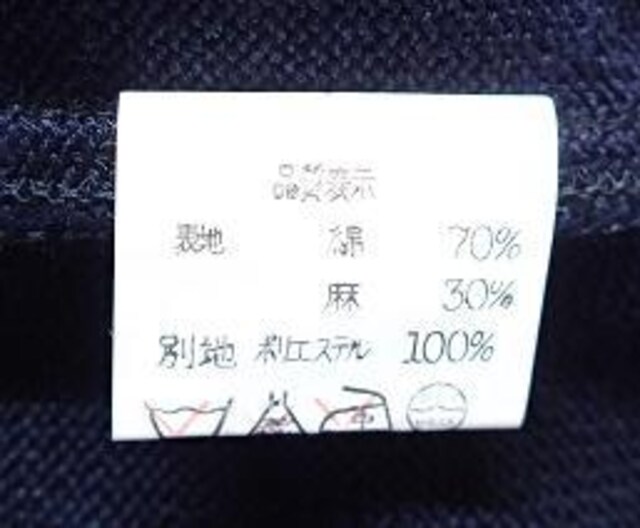 品質表示
表地 綿 70%
麻 30%
別地 ポリエステル 100%